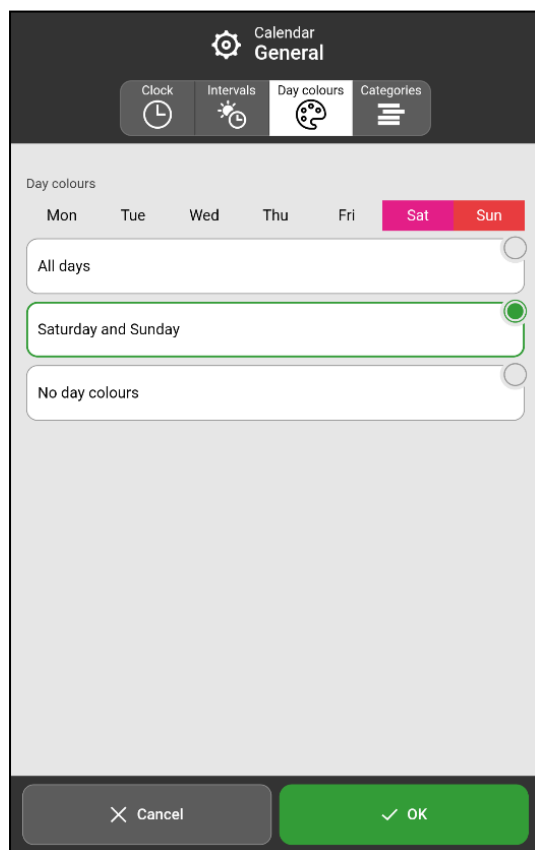 Calendar
General
Clock Intervals Day colours Categories
Day colours
Mon Tue Wed Thu Fri Sat Sun
All days
Saturday and Sunday
No day colours
Cancel OK